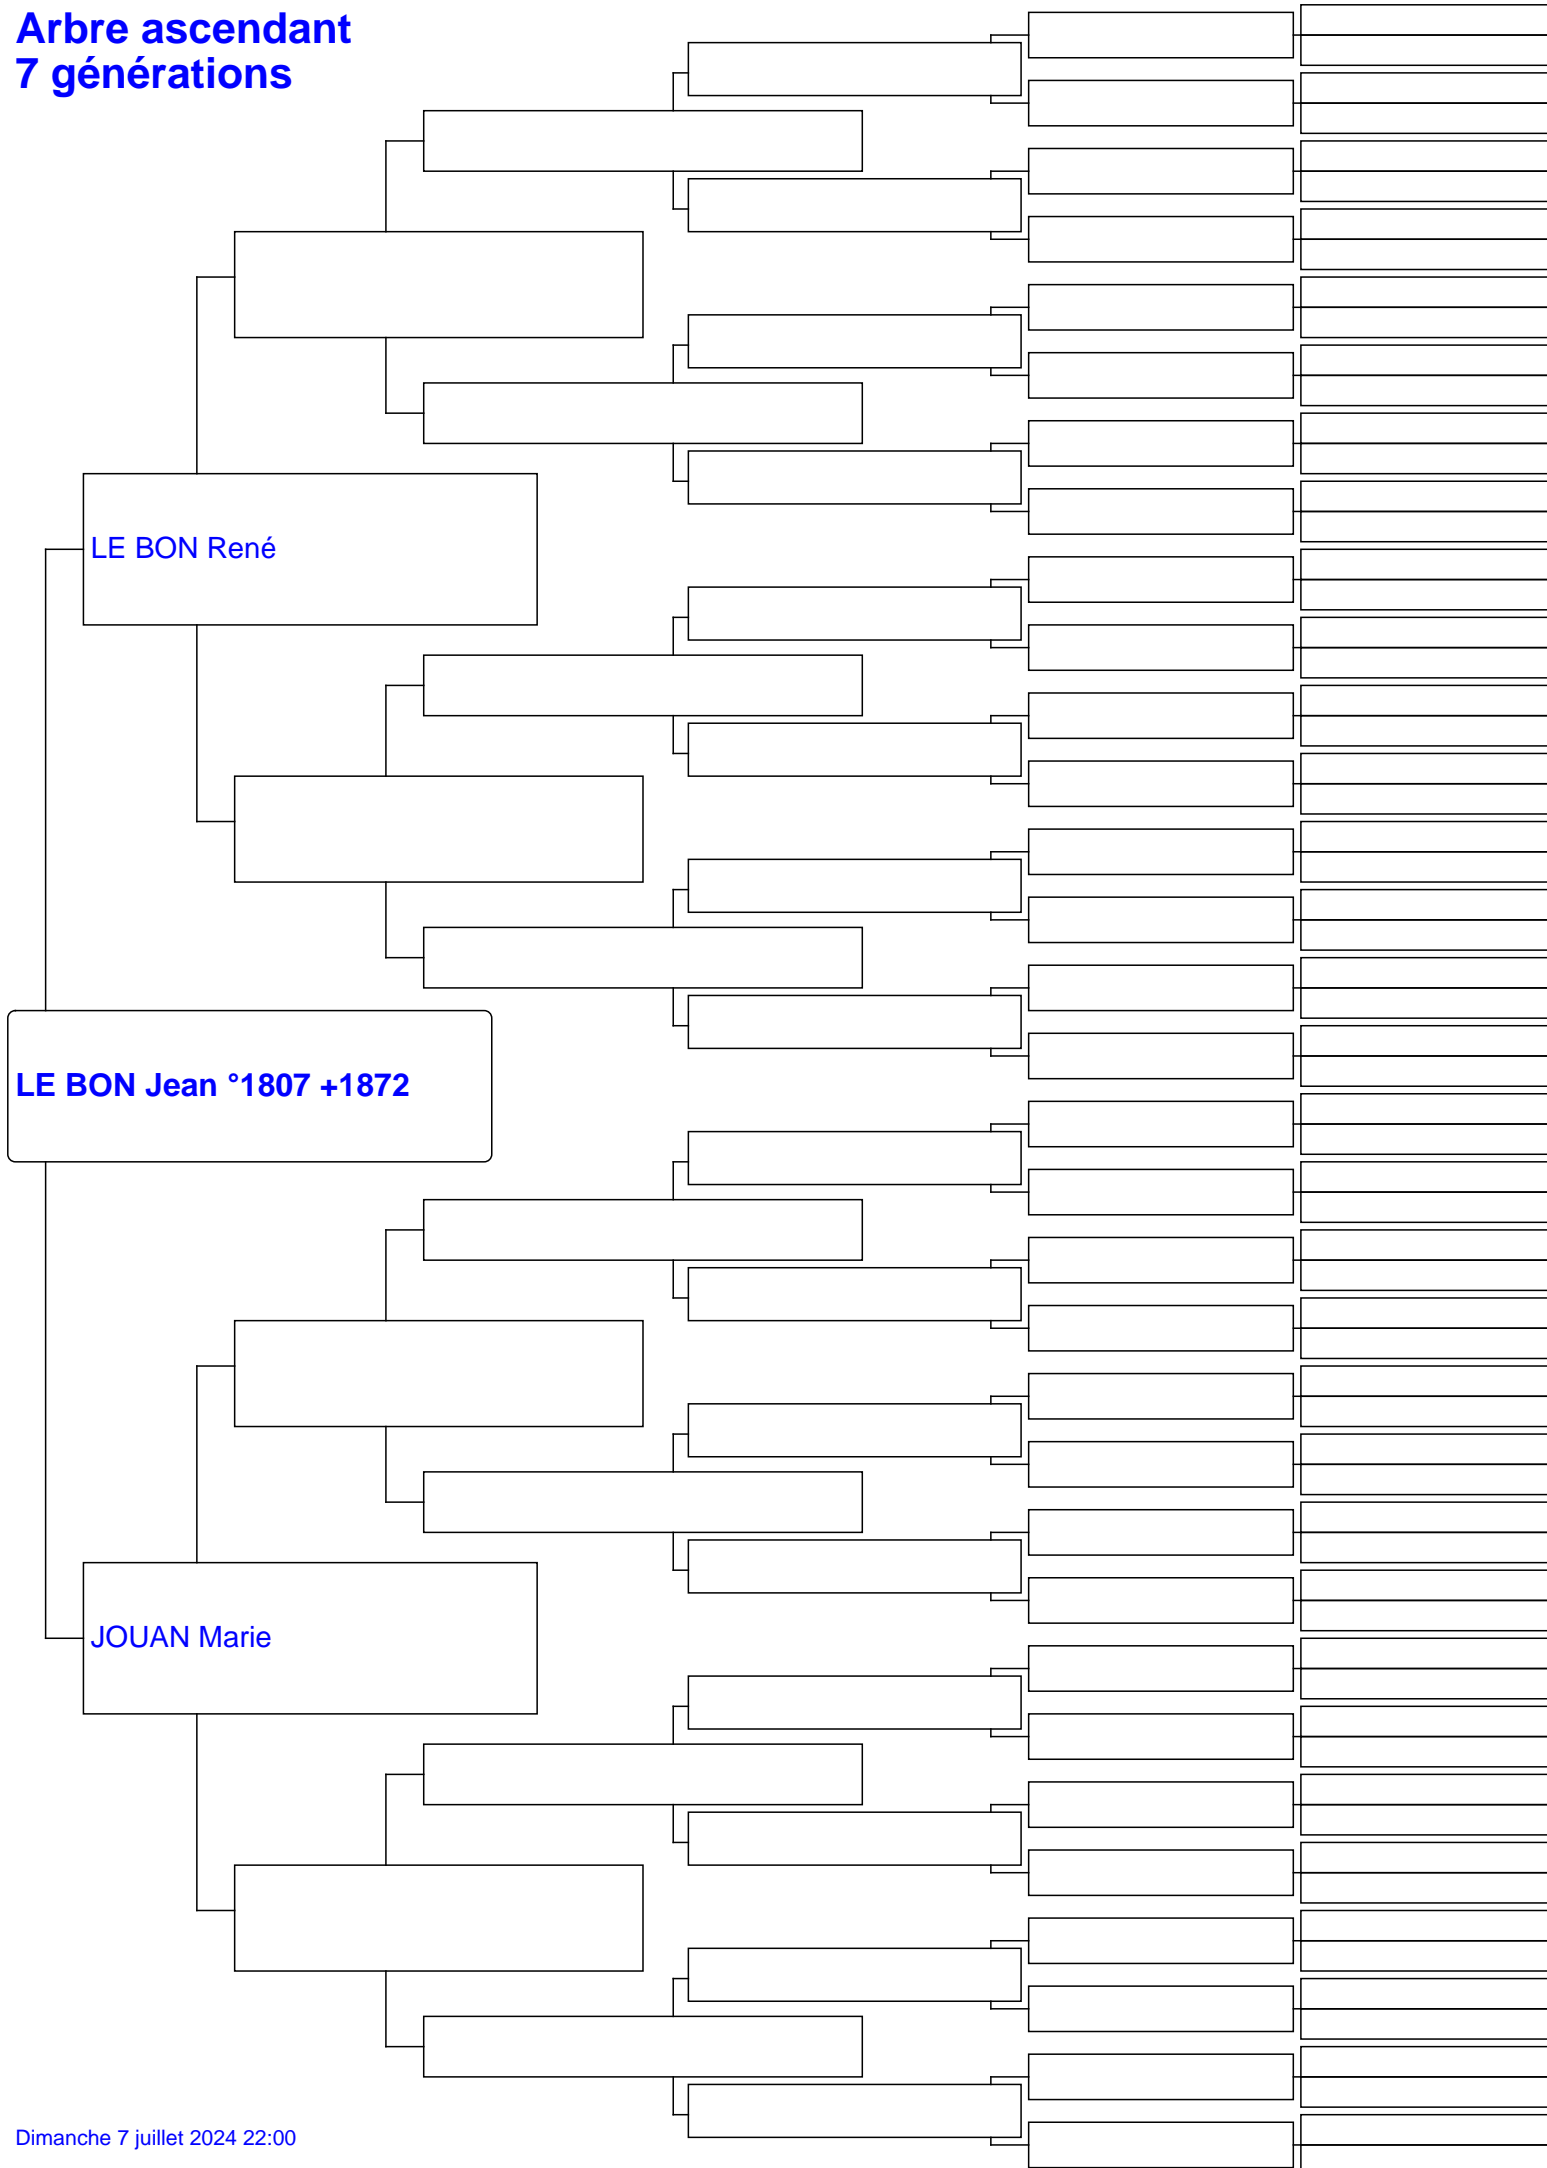 Arbre ascendant
7 générations
LE BON René
LE BON Jean °1807 +1872
JOUAN Marie
Dimanche 7 juillet 2024 22:00